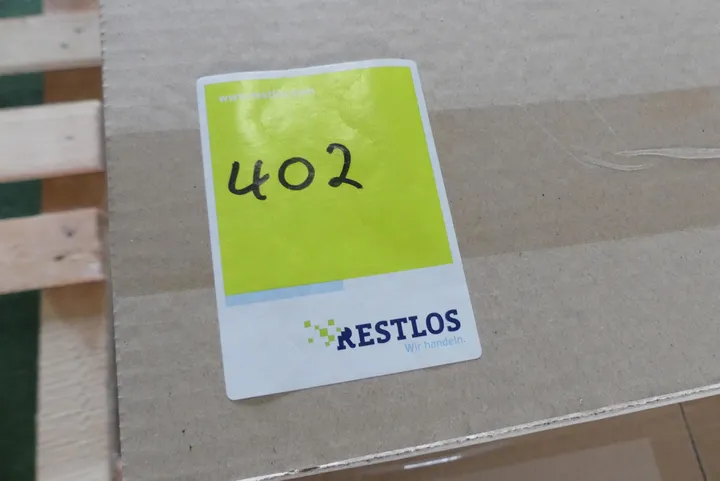 402
RESTLOS
Wir handeln.